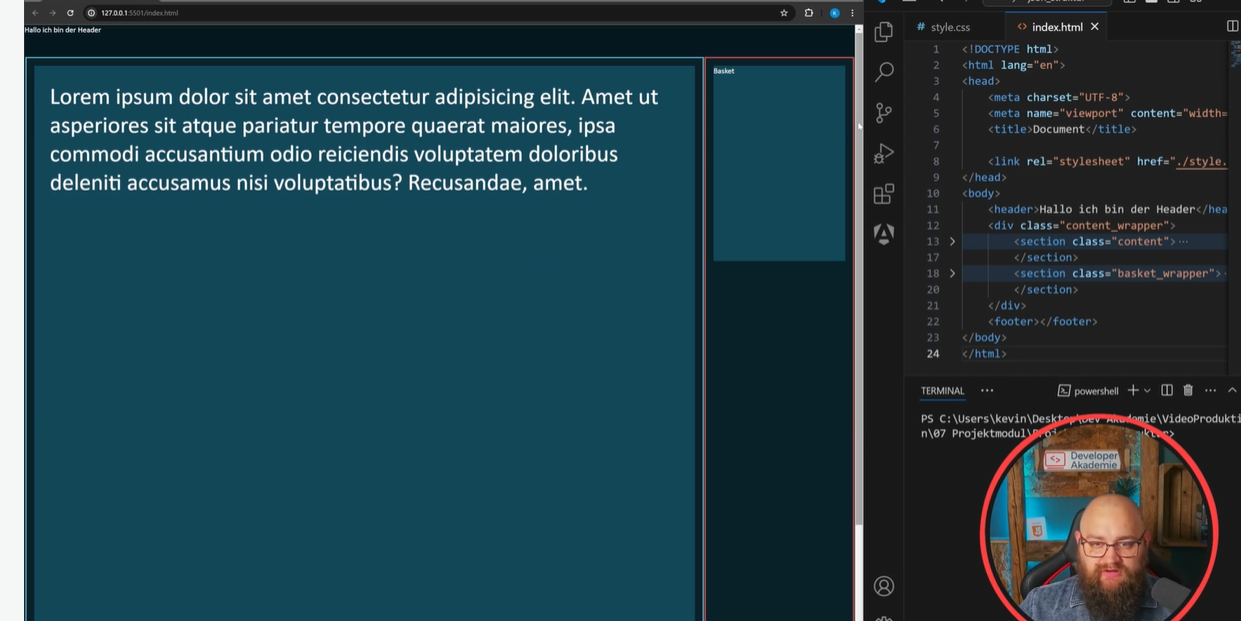 127.0.0.1:5501/index.html
Hallo ich bin der Header
Lorem ipsum dolor sit amet consectetur adipisicing elit. Amet ut
asperiores sit atque pariatur tempore quaerat maiores, ipsa
commodi accusantium odio reiciendis voluptatem doloribus
deleniti accusamus nisi voluptatibus? Recusandae, amet.
Basket
# style.css
<> index.html
1 <!DOCTYPE html>
2 <html lang="en">
3 <head>
4 <meta charset="UTF-8">
5 <meta name="viewport" content="width=
6 <title>Document</title>
7
8 <link rel="stylesheet" href="./style.
9 </head>
10 <body>
11 <header>Hallo ich bin der Header</hea
12 <div class="content_wrapper">
13 <section class="content">…
17 </section>
18 <section class="basket_wrapper">
20 </section>
21 </div>
22 <footer></footer>
23 </body>
24 </html>
TERMINAL
powershell
PS C:\Users\kevin\Desktop\Dev Akademie\VideoProdukti
n\07 Projektmodul\
Developer
Akademie